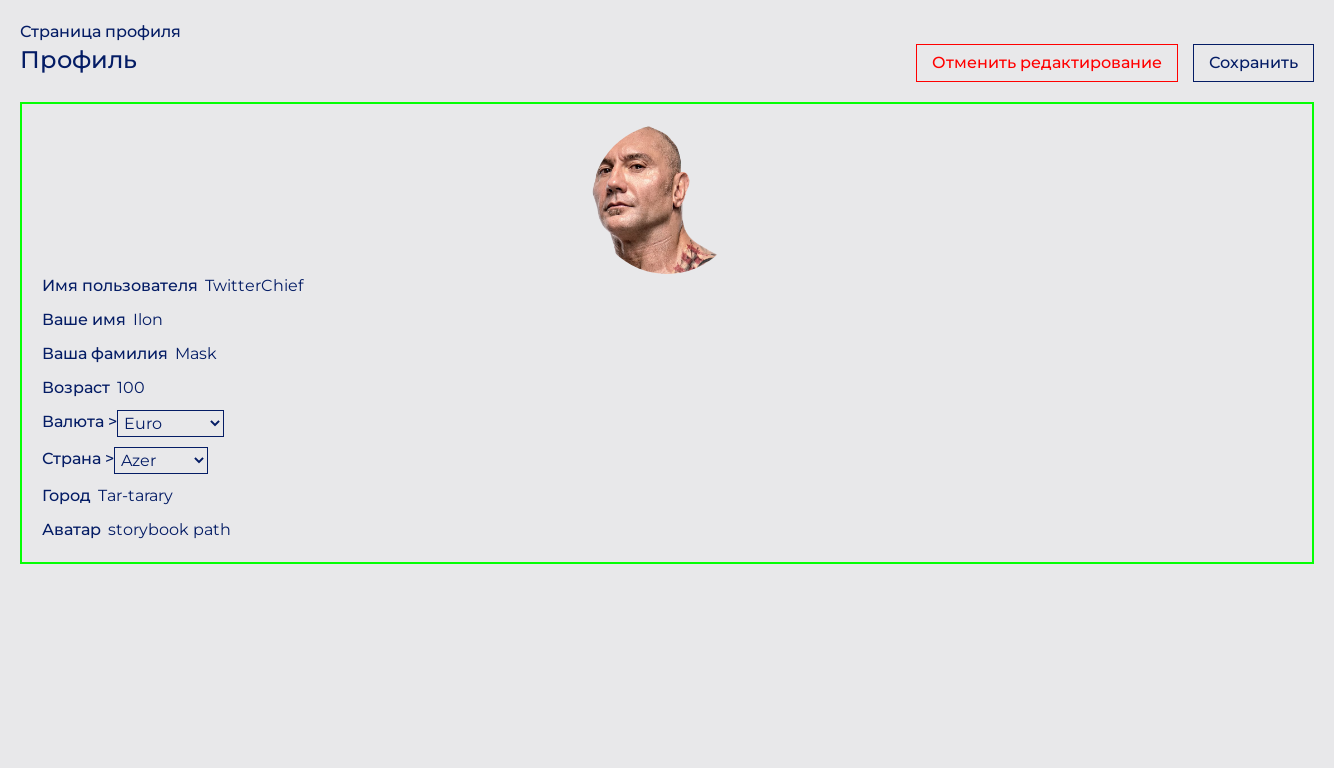 Страница профиля
Профиль
Отменить редактирование
Сохранить
Имя пользователя TwitterChief
Ваше имя Ilon
Ваша фамилия Mask
Возраст 100
Валюта > Euro
Страна > Azer
Город Tar-tarary
Аватар storybook path